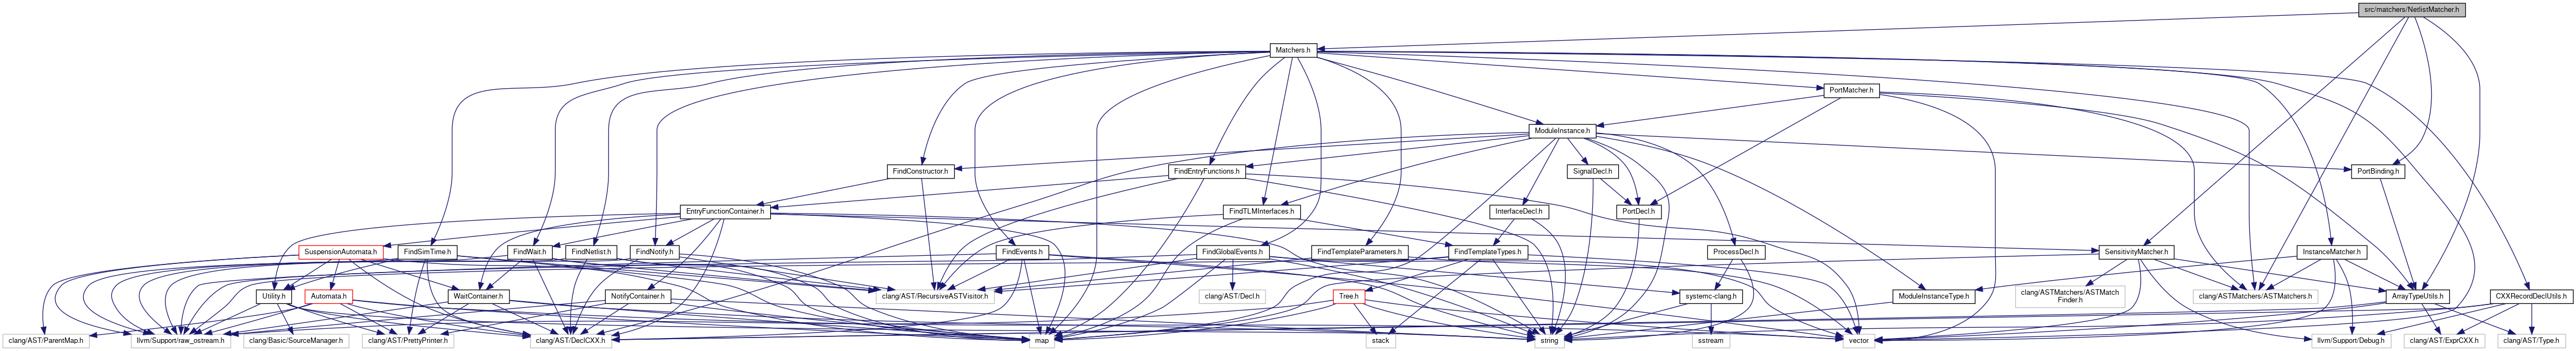 src/matchers/NetlistMatcher.h
Matchers.h
PortMatcher.h
ModuleInstance.h
FindConstructor.h
FindEntryFunctions.h
SignalDecl.h
PortBinding.h
EntryFunctionContainer.h
FindTLMInterfaces.h
InterfaceDecl.h
PortDecl.h
SuspensionAutomata.h
FindSimTime.h
FindWait.h
FindNetlist.h
FindNotify.h
FindEvents.h
FindGlobalEvents.h
FindTemplateParameters.h
FindTemplateTypes.h
ProcessDecl.h
SensitivityMatcher.h
InstanceMatcher.h
Utility.h
Automata.h
WaitContainer.h
NotifyContainer.h
clang/AST/RecursiveASTVisitor.h
clang/AST/Decl.h
Tree.h
systemc-clang.h
ModuleInstanceType.h
clang/ASTMatchers/ASTMatch
Finder.h
clang/ASTMatchers/ASTMatchers.h
ArrayTypeUtils.h
CXXRecordDeclUtils.h
clang/AST/ParentMap.h
llvm/Support/raw_ostream.h
clang/Basic/SourceManager.h
clang/AST/PrettyPrinter.h
clang/AST/DeclCXX.h
map
stack
string
sstream
vector
llvm/Support/Debug.h
clang/AST/ExprCXX.h
clang/AST/Type.h